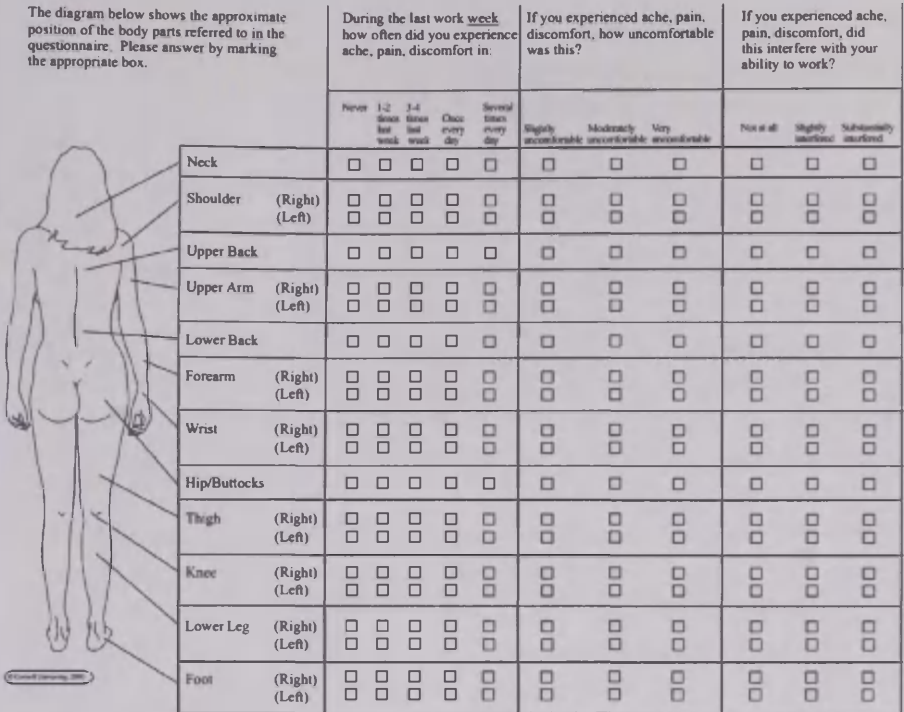 The diagram below shows the approximate
position of the body parts referred to in the
questionnaire. Please answer by marking
the appropriate box.
During the last work week
how often did you experience
ache, pain, discomfort in:
If you experienced ache, pain,
discomfort, how uncomfortable
was this?
If you experienced ache,
pain, discomfort, did
this interfere with your
ability to work?
Never
1-2
times
last
week
3-4
times
last
week
Once
every
day
Several
times
every
day
Slightly
uncomfortable
Moderately
uncomfortable
Very
uncomfortable
Not at all
Slightly
interfered
Substantially
interfered
Neck
Shoulder (Right)
(Left)
Upper Back
Upper Arm (Right)
(Left)
Lower Back
Forearm (Right)
(Left)
Wrist (Right)
(Left)
Hip/Buttocks
Thigh (Right)
(Left)
Knee (Right)
(Left)
Lower Leg (Right)
(Left)
Foot (Right)
(Left)
© Cornell University,